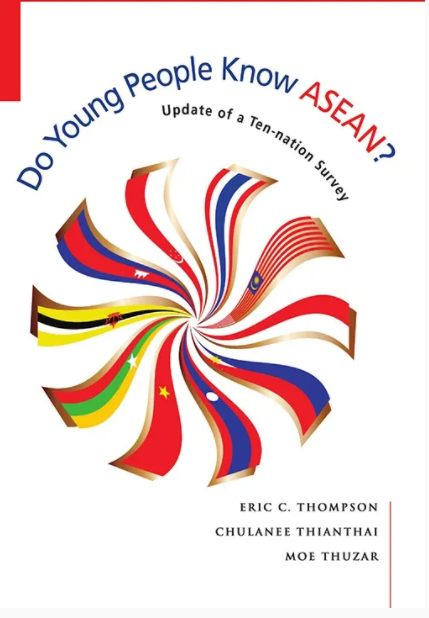 Do Young People Know ASEAN?
Update of a Ten-nation Survey
ERIC C. THOMPSON
CHULANEE THIANTHAI
MOE THUZAR